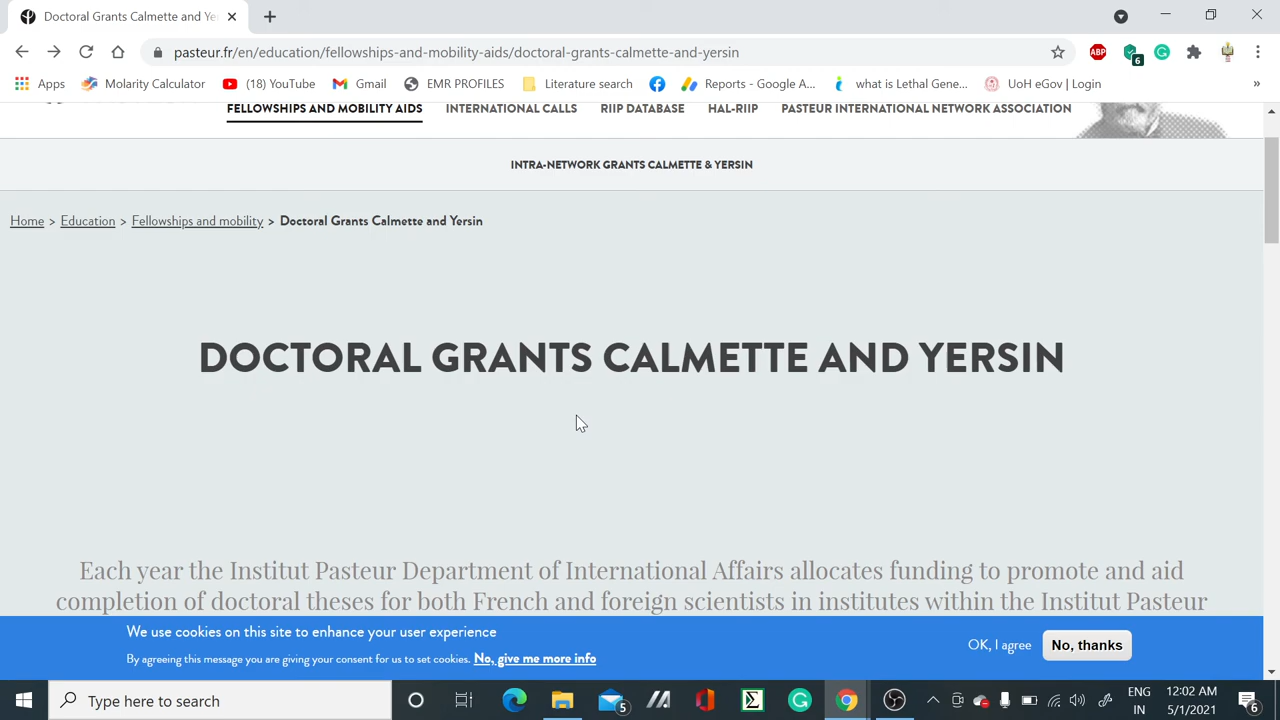 Doctoral Grants Calmette and Ye
pasteur.fr/en/education/fellowships-and-mobility-aids/doctoral-grants-calmette-and-yersin
ABP
6
Apps
Molarity Calculator
(18) YouTube
Gmail
EMR PROFILES
Literature search
Reports - Google A...
what is Lethal Gene...
UoH eGov | Login
»
FELLOWSHIPS AND MOBILITY AIDS
INTERNATIONAL CALLS
RIIP DATABASE
HAL-RIIP
PASTEUR INTERNATIONAL NETWORK ASSOCIATION
INTRA-NETWORK GRANTS CALMETTE & YERSIN
Home > Education > Fellowships and mobility > Doctoral Grants Calmette and Yersin
DOCTORAL GRANTS CALMETTE AND YERSIN
Each year the Institut Pasteur Department of International Affairs allocates funding to promote and aid
completion of doctoral theses for both French and foreign scientists in institutes within the Institut Pasteur
We use cookies on this site to enhance your user experience
By agreeing this message you are giving your consent for us to set cookies. No, give me more info
OK, I agree
No, thanks
Type here to search
5
ENG
IN
12:02 AM
5/1/2021
6